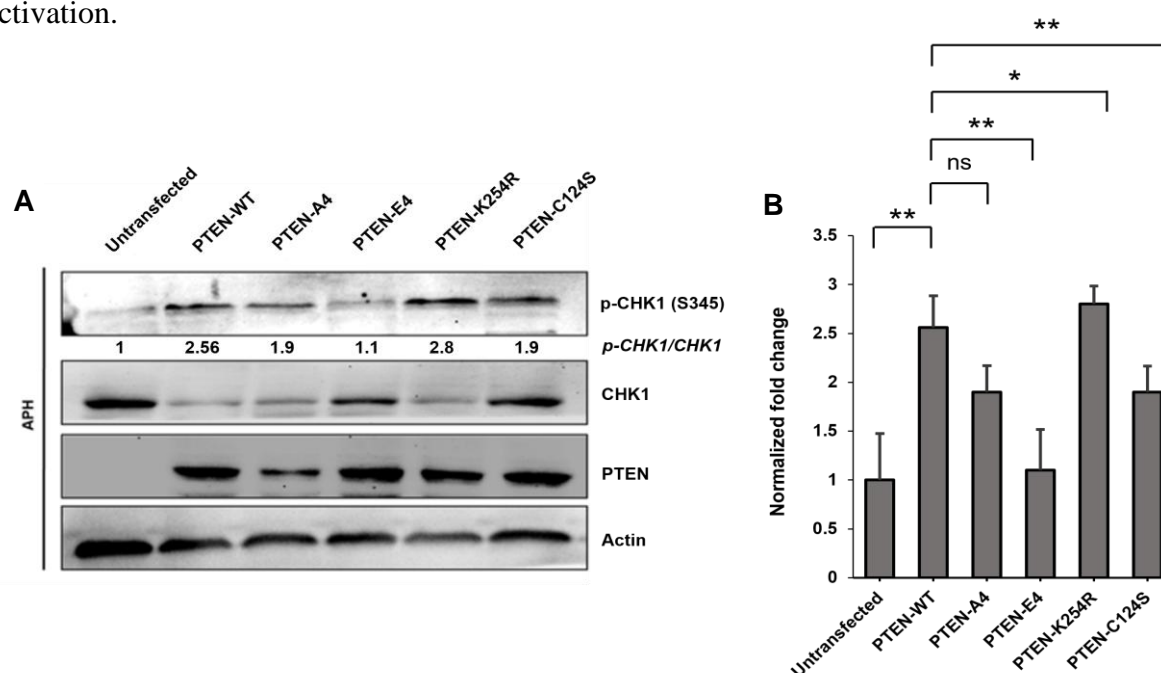 ctivation.
A
Untransfected
PTEN-WT
PTEN-A4
PTEN-E4
PTEN-K254R
PTEN-C124S
APH
p-CHK1 (S345)
1 2.56 1.9 1.1 2.8 1.9 p-CHK1/CHK1
CHK1
PTEN
Actin
B
**
*
**
ns
**
Normalized fold change
3.5
3
2.5
2
1.5
1
0.5
0
Untransfected
PTEN-WT
PTEN-A4
PTEN-E4
PTEN-K254R
PTEN-C124S